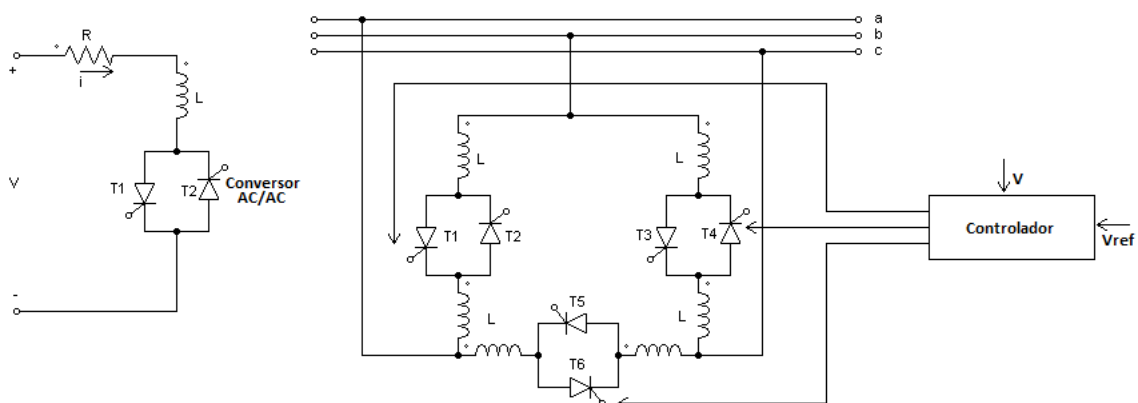 R
+
i
L
V
T1
T2
Conversor
AC/AC
-
a
b
c
L
L
T1
T2
T3
T4
L
L
T5
T6
V
Controlador
Vref